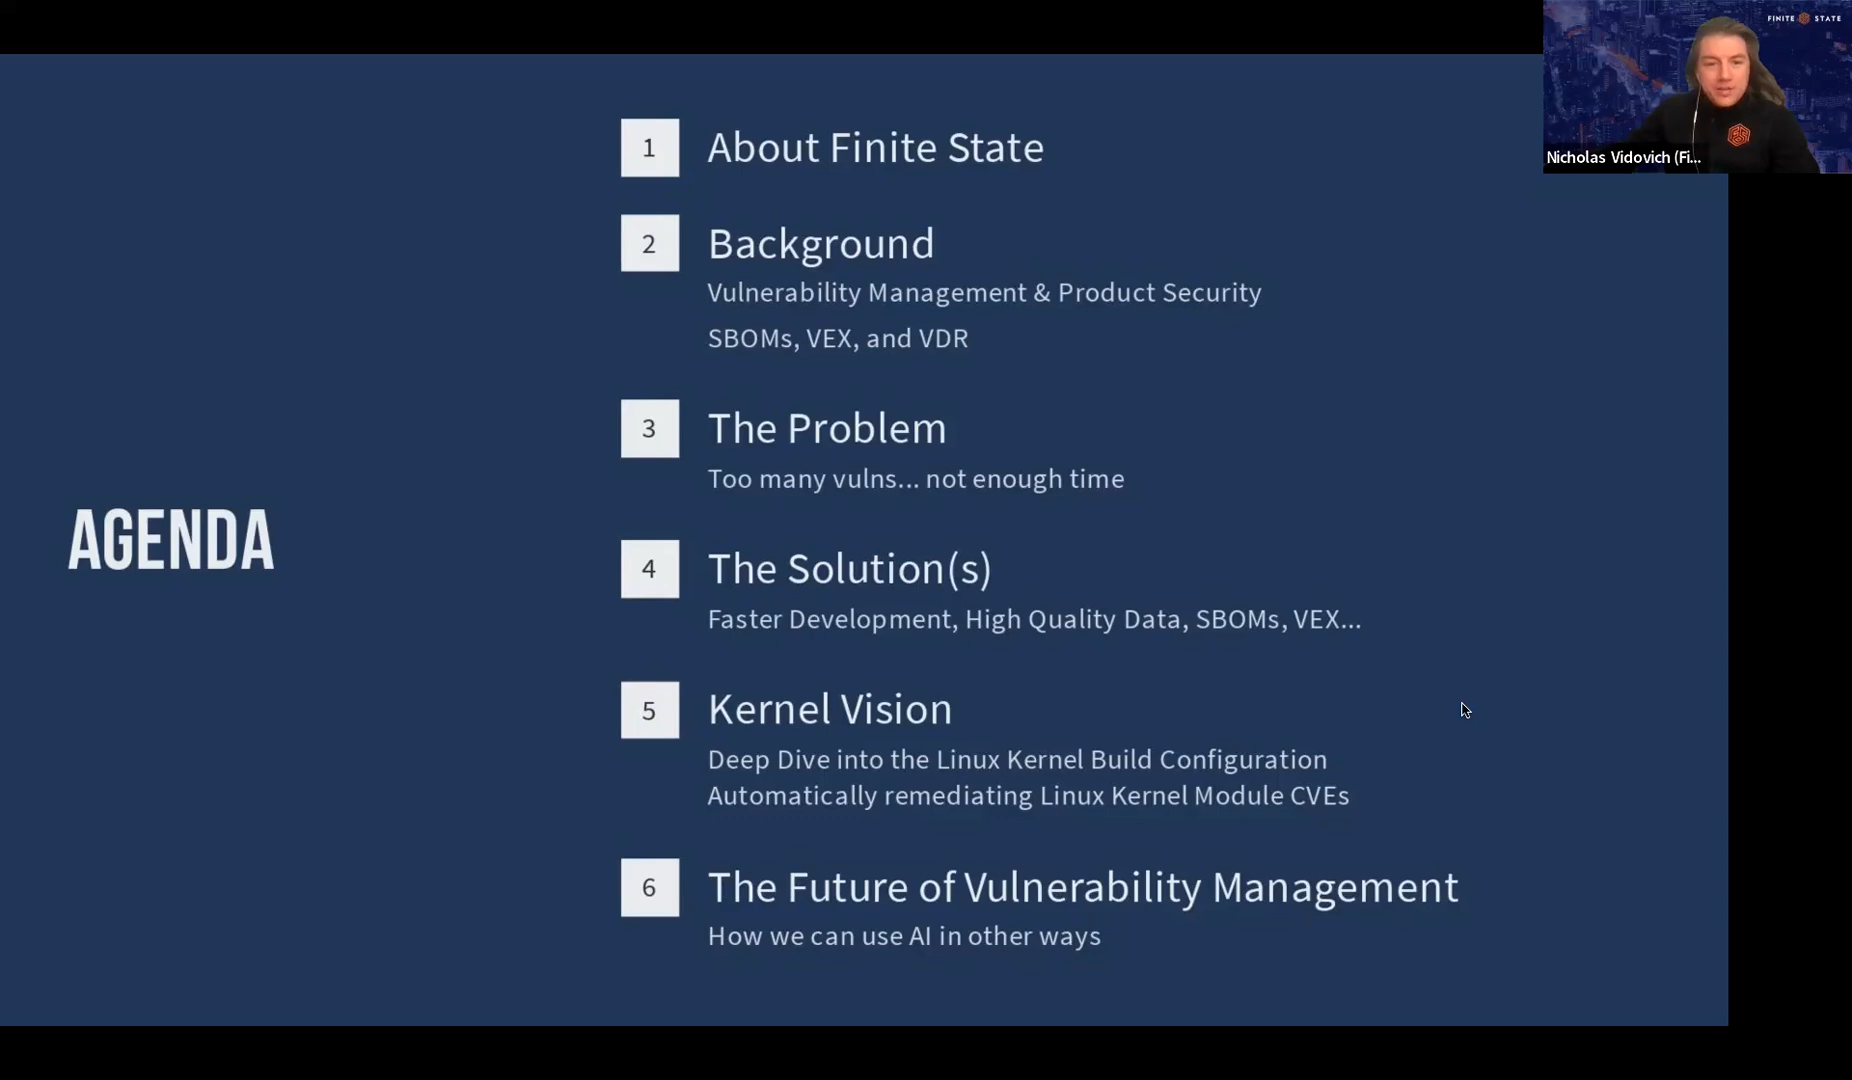 FINITE STATE
Nicholas Vidovich (Fi...
AGENDA
1
About Finite State
2
Background
Vulnerability Management & Product Security
SBOMs, VEX, and VDR
3
The Problem
Too many vulns... not enough time
4
The Solution(s)
Faster Development, High Quality Data, SBOMs, VEX...
5
Kernel Vision
Deep Dive into the Linux Kernel Build Configuration
Automatically remediating Linux Kernel Module CVEs
6
The Future of Vulnerability Management
How we can use AI in other ways